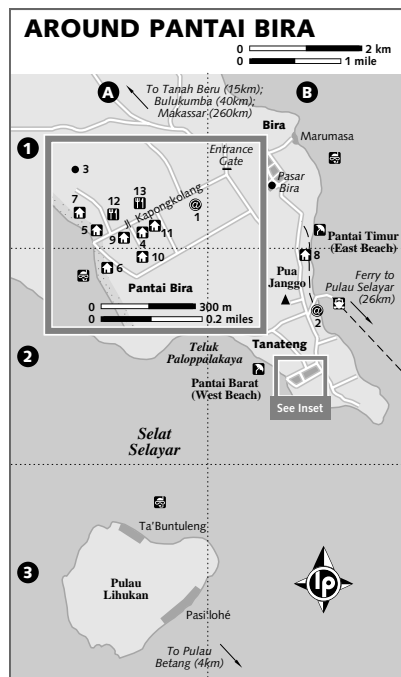 AROUND PANTAI BIRA
0 2 km
0 1 mile
A
B
To Tanah Beru (15km);
Bulukumba (40km);
Makassar (260km)
Bira
Marumasa
1
3
Entrance
Gate
Pasar
Bira
7
12
13
Jl Kapongkolang
@
1
5
9
4
11
10
6
Pantai Bira
0 300 m
0 0.2 miles
Pantai Timur
(East Beach)
8
Pua
Janggo
Ferry to
Pulau Selayar
(26km)
@
2
2
Tanateng
Teluk
Paloppalakaya
Pantai Barat
(West Beach)
See Inset
Selat
Selayar
3
Ta'Buntuleng
Pulau
Lihukan
Pasi'lohé
lp
To Pulau
Betang (4km)